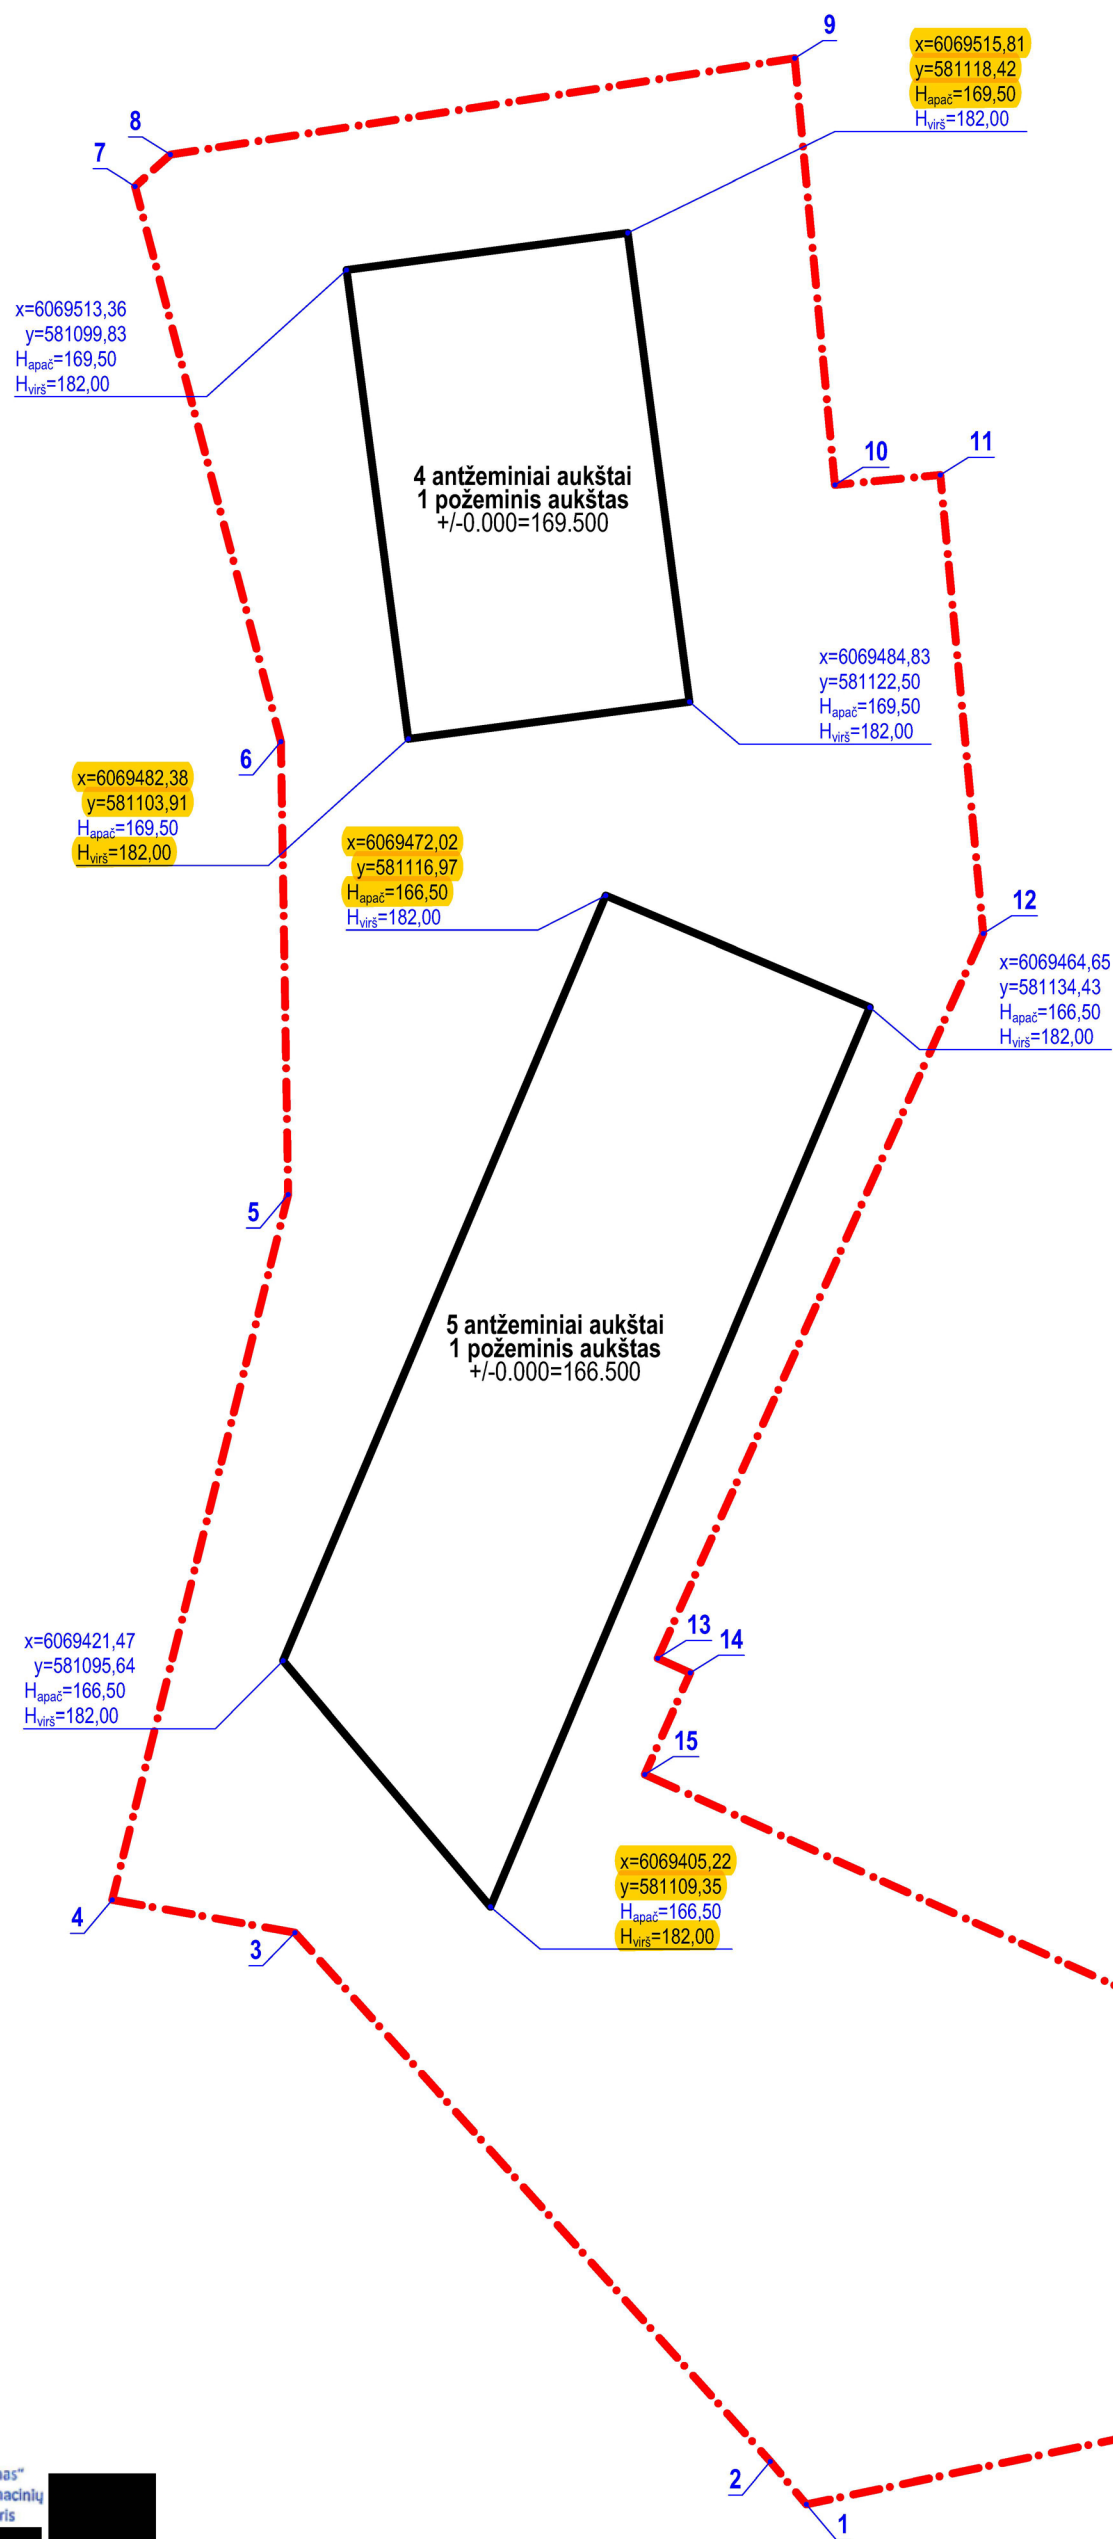 9
x=6069515,81
y=581118,42
Hapač=169,50
Hvirš=182,00
8
7
x=6069513,36
y=581099,83
Hapač=169,50
Hvirš=182,00
10
11
4 antžeminiai aukštai
1 požeminis aukštas
+/-0.000=169.500
x=6069484,83
y=581122,50
Hapač=169,50
Hvirš=182,00
6
x=6069482,38
y=581103,91
Hapač=169,50
Hvirš=182,00
x=6069472,02
y=581116,97
Hapač=166,50
Hvirš=182,00
12
x=6069464,65
y=581134,43
Hapač=166,50
Hvirš=182,00
5
5 antžeminiai aukštai
1 požeminis aukštas
+/-0.000=166.500
x=6069421,47
y=581095,64
Hapač=166,50
Hvirš=182,00
13
14
15
x=6069405,22
y=581109,35
Hapač=166,50
Hvirš=182,00
4
3
2
1